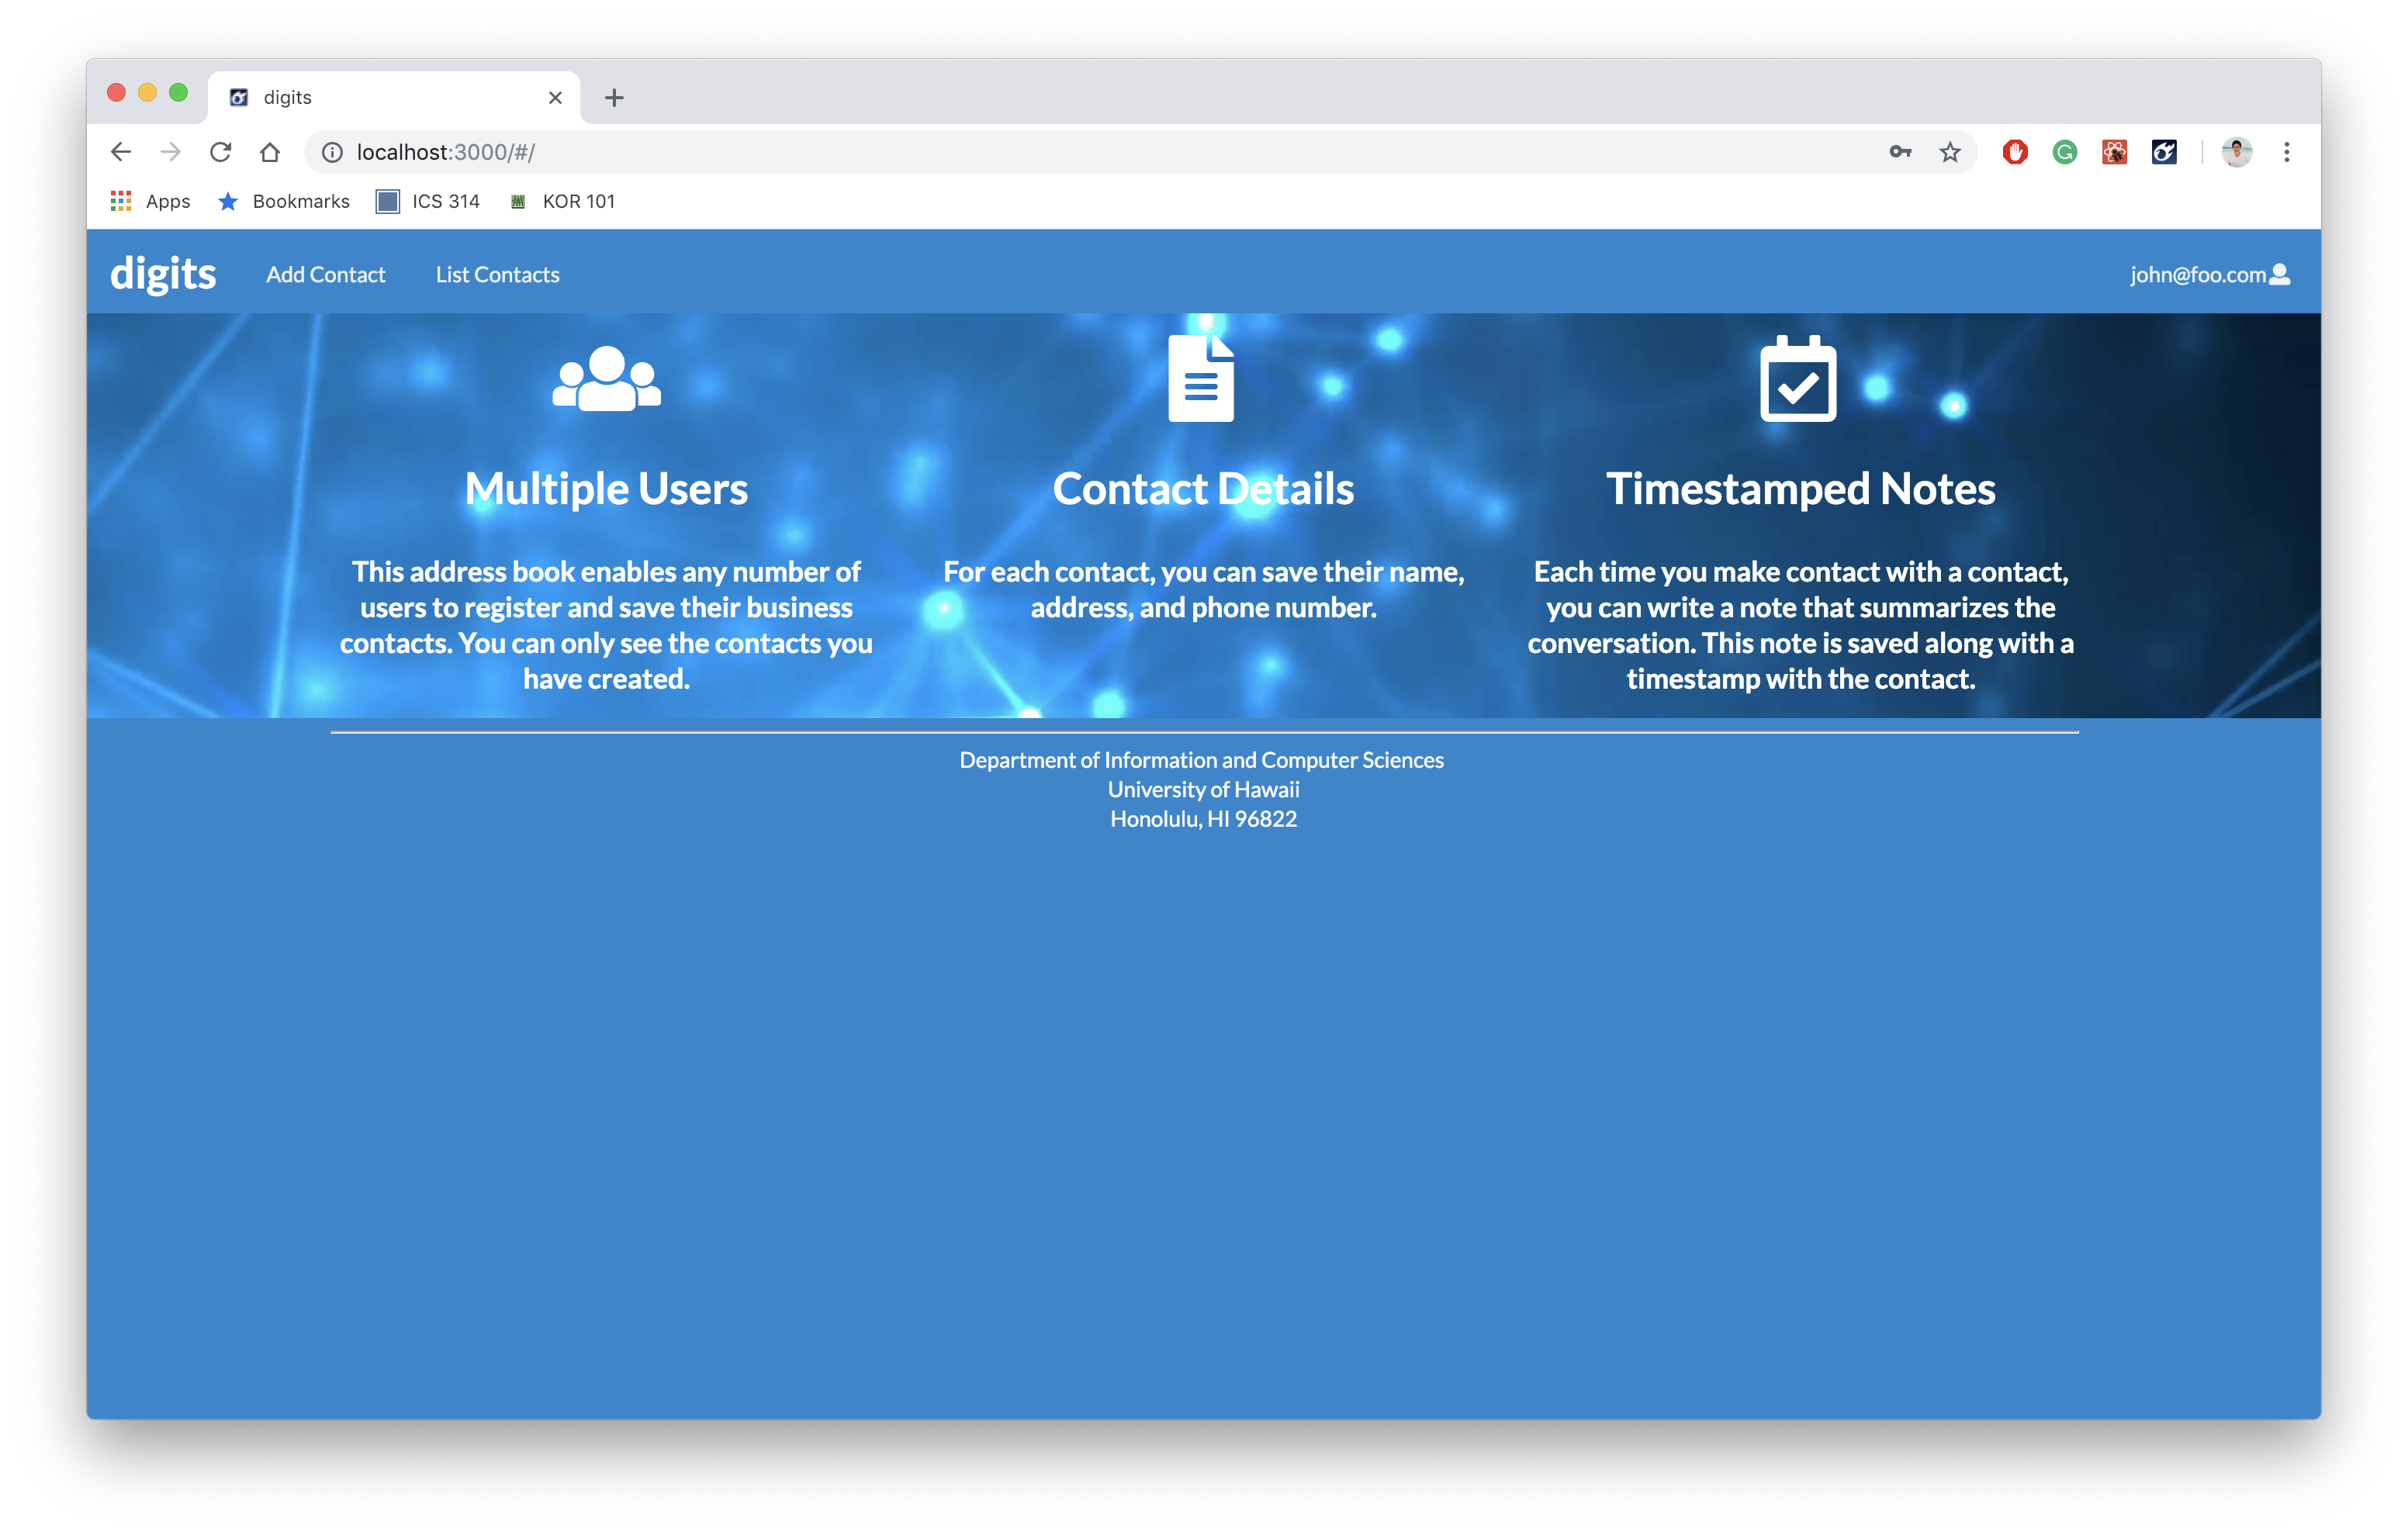 digits
localhost:3000/#/
Apps Bookmarks ICS 314 KOR 101
digits Add Contact List Contacts john@foo.com
Multiple Users
This address book enables any number of
users to register and save their business
contacts. You can only see the contacts you
have created.
Contact Details
For each contact, you can save their name,
address, and phone number.
Timestamped Notes
Each time you make contact with a contact,
you can write a note that summarizes the
conversation. This note is saved along with a
timestamp with the contact.
Department of Information and Computer Sciences
University of Hawaii
Honolulu, HI 96822